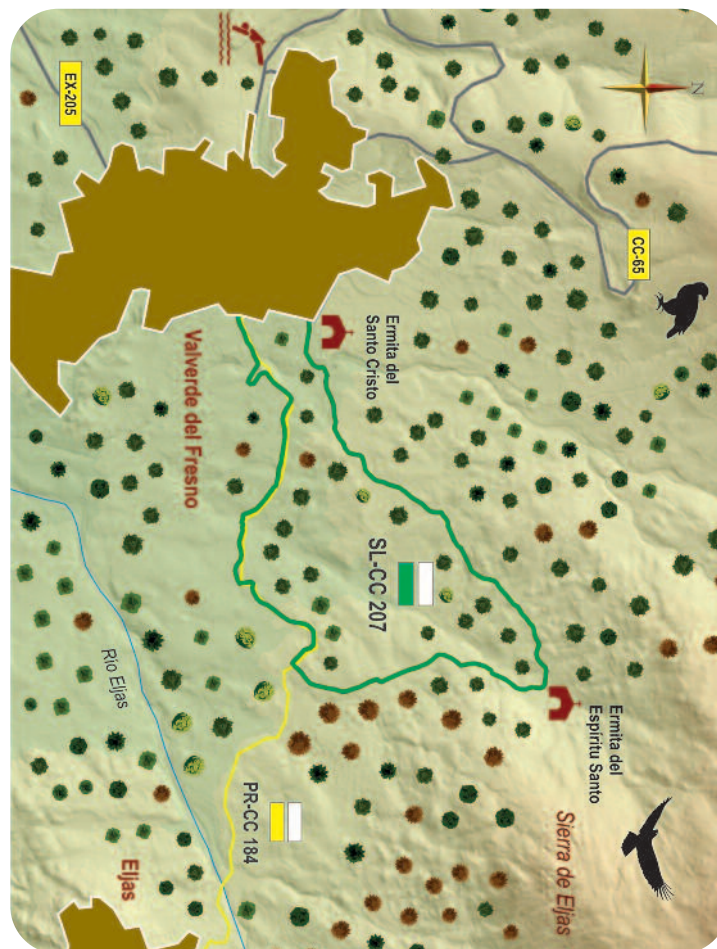 N
EX-205
CC-65
Ermita del
Santo Cristo
Valverde del Fresno
SL-CC 207
Ermita del
Espíritu Santo
Río Eljas
PR-CC 184
Sierra de Eljas
Eljas